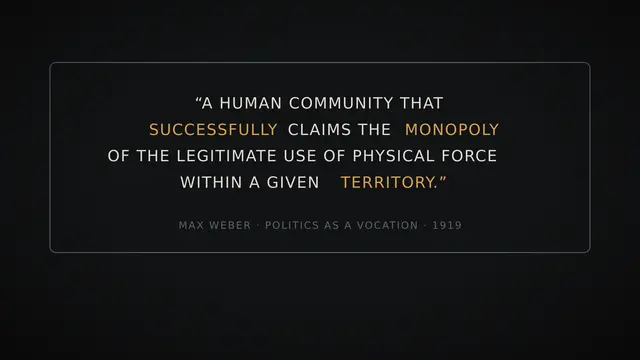 “A HUMAN COMMUNITY THAT
SUCCESSFULLY CLAIMS THE MONOPOLY
OF THE LEGITIMATE USE OF PHYSICAL FORCE
WITHIN A GIVEN TERRITORY.”
MAX WEBER · POLITICS AS A VOCATION · 1919